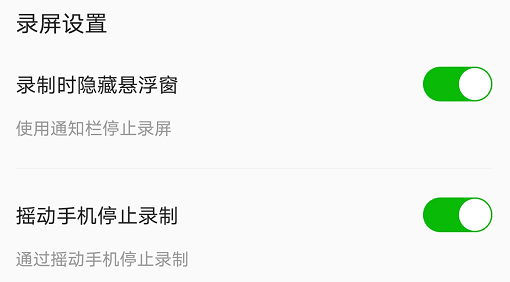 录屏设置
录制时隐藏悬浮窗
使用通知栏停止录屏
摇动手机停止录制
通过摇动手机停止录制